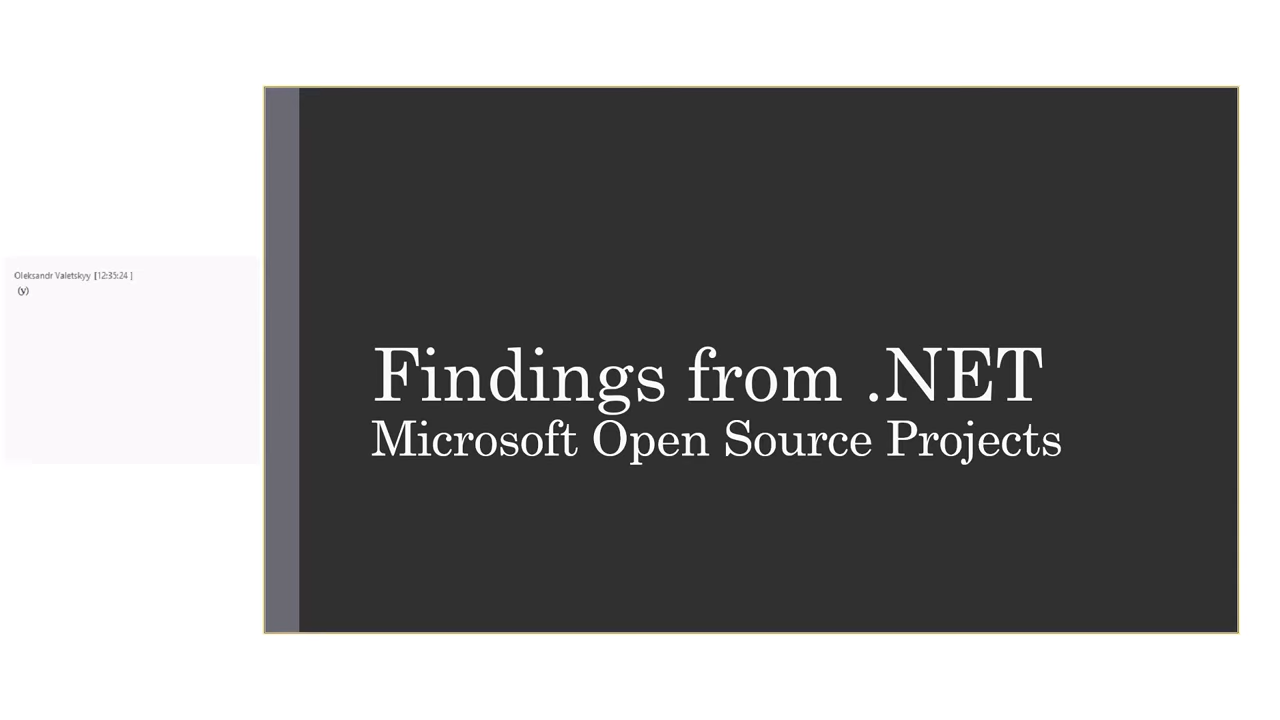 Oleksandr Valetskyy [12:35:24 ]
(y)
Findings from .NET
Microsoft Open Source Projects